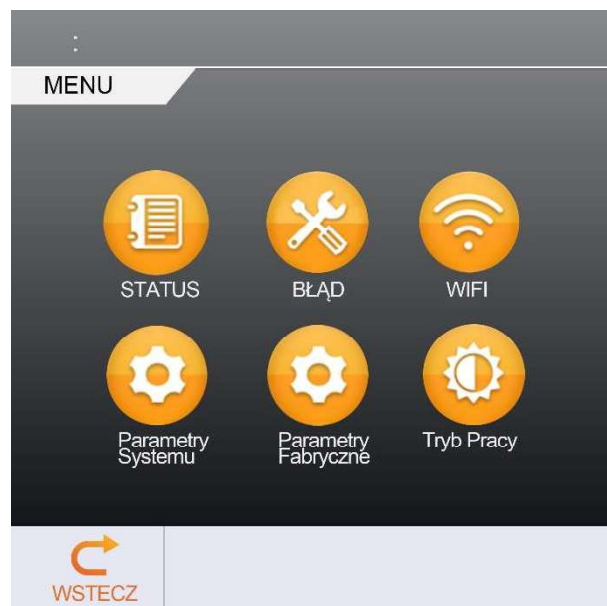 :
MENU
STATUS
BŁĄD
WIFI
Parametry
Systemu
Parametry
Fabryczne
Tryb Pracy
WSTECZ